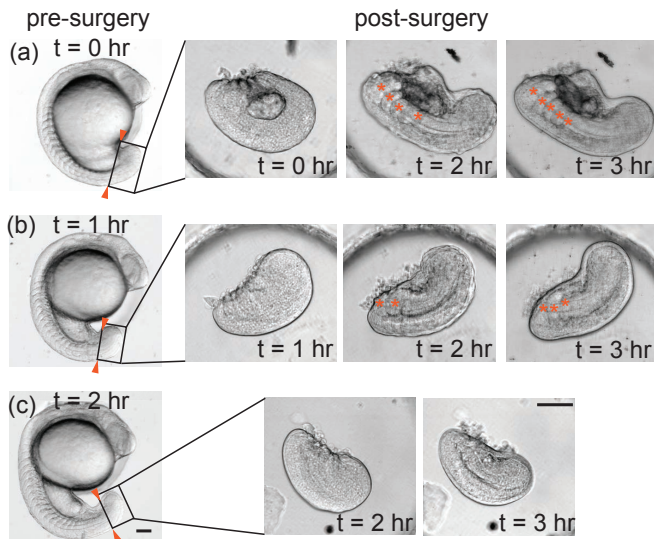 pre-surgery
post-surgery
(a) t = 0 hr
t = 0 hr
* * * *
t = 2 hr
* * * * *
t = 3 hr
(b) t = 1 hr
t = 1 hr
* *
t = 2 hr
* * *
t = 3 hr
(c) t = 2 hr
t = 2 hr
t = 3 hr